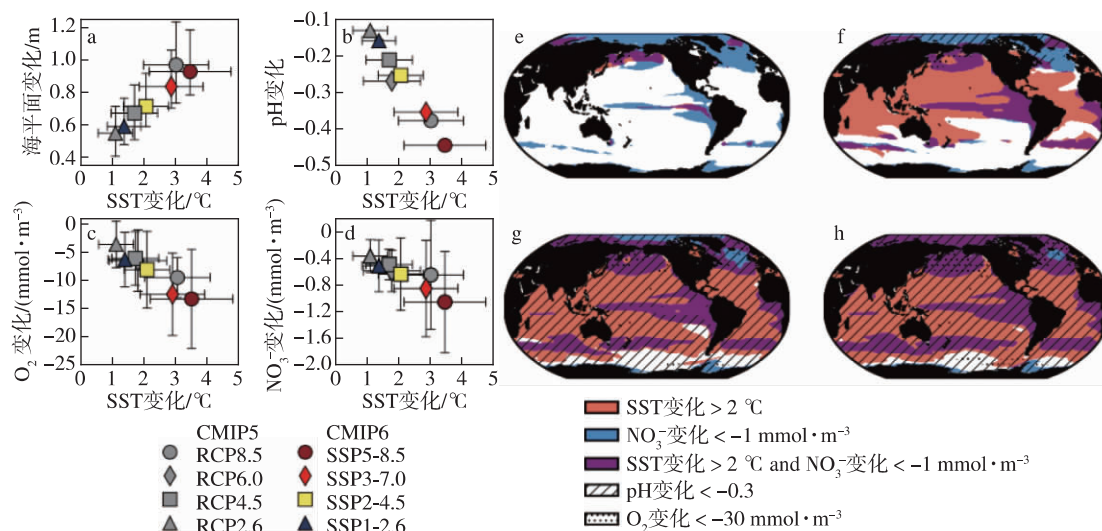 a
海平面变化/m
1.2
1.0
0.8
0.6
0.4
0 1 2 3 4 5
SST变化/℃
b
pH变化
-0.1
-0.2
-0.3
-0.4
-0.5
0 1 2 3 4 5
SST变化/℃
c
O₂变化/(mmol·m⁻³)
0
-5
-10
-15
-20
-25
0 1 2 3 4 5
SST变化/℃
d
NO₃⁻变化/(mmol·m⁻³)
0
-0.4
-0.8
-1.2
-1.6
-2.0
0 1 2 3 4 5
SST变化/℃
e
f
g
h
CMIP5
RCP8.5
RCP6.0
RCP4.5
RCP2.6
CMIP6
SSP5-8.5
SSP3-7.0
SSP2-4.5
SSP1-2.6
SST变化 > 2 ℃
NO₃⁻变化 < -1 mmol·m⁻³
SST变化 > 2 ℃ and NO₃⁻变化 < -1 mmol·m⁻³
pH变化 < -0.3
O₂变化 < -30 mmol·m⁻³